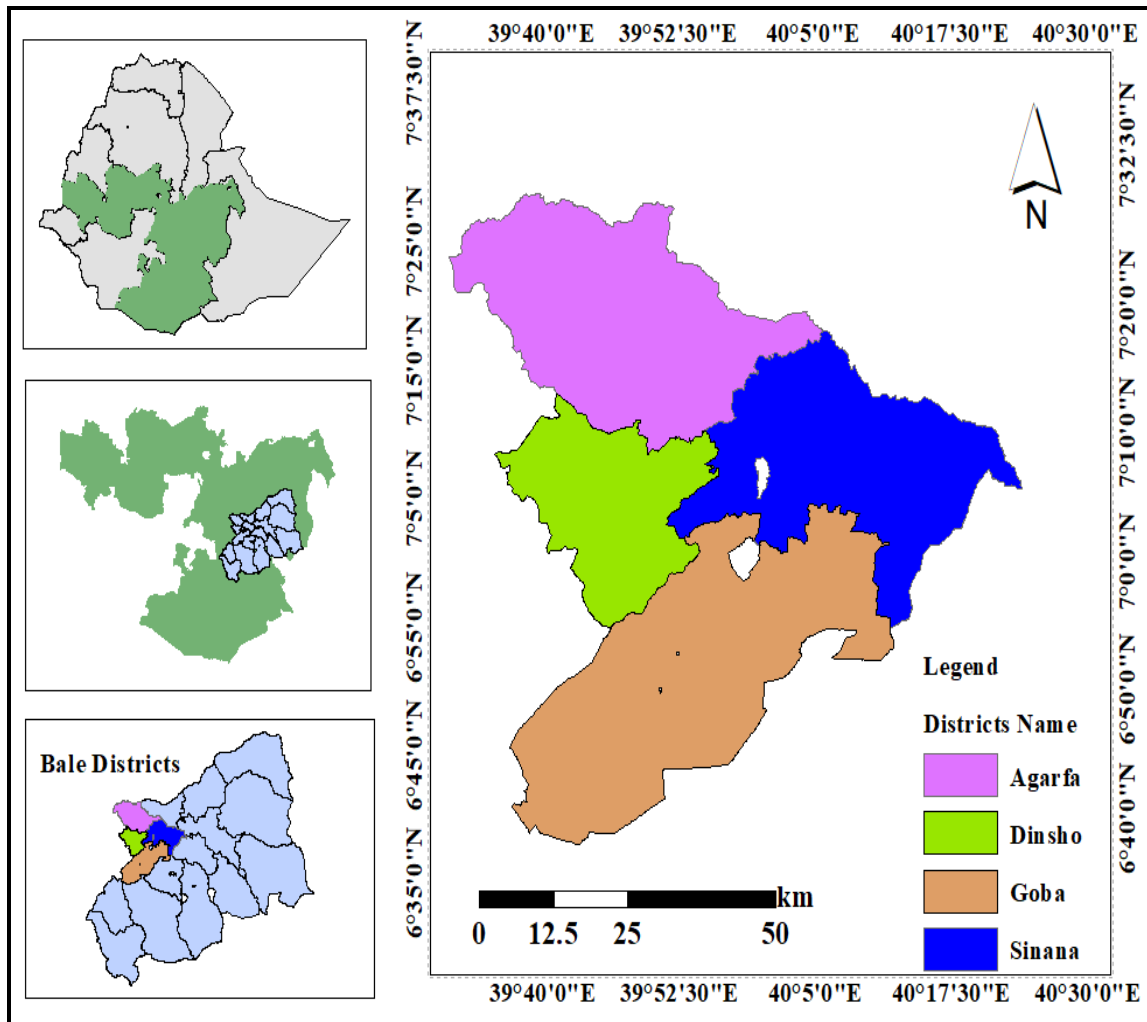 39°40'0"E 39°52'30"E 40°5'0"E 40°17'30"E 40°30'0"E
7°37'30"N
7°25'0"N
7°15'0"N
7°5'0"N
6°55'0"N
6°45'0"N
6°35'0"N
7°32'30"N
7°20'0"N
7°10'0"N
7°0'0"N
6°50'0"N
6°40'0"N
N
Bale Districts
Legend
Districts Name
Agarfa
Dinsho
Goba
Sinana
km
0 12.5 25 50
39°40'0"E 39°52'30"E 40°5'0"E 40°17'30"E 40°30'0"E